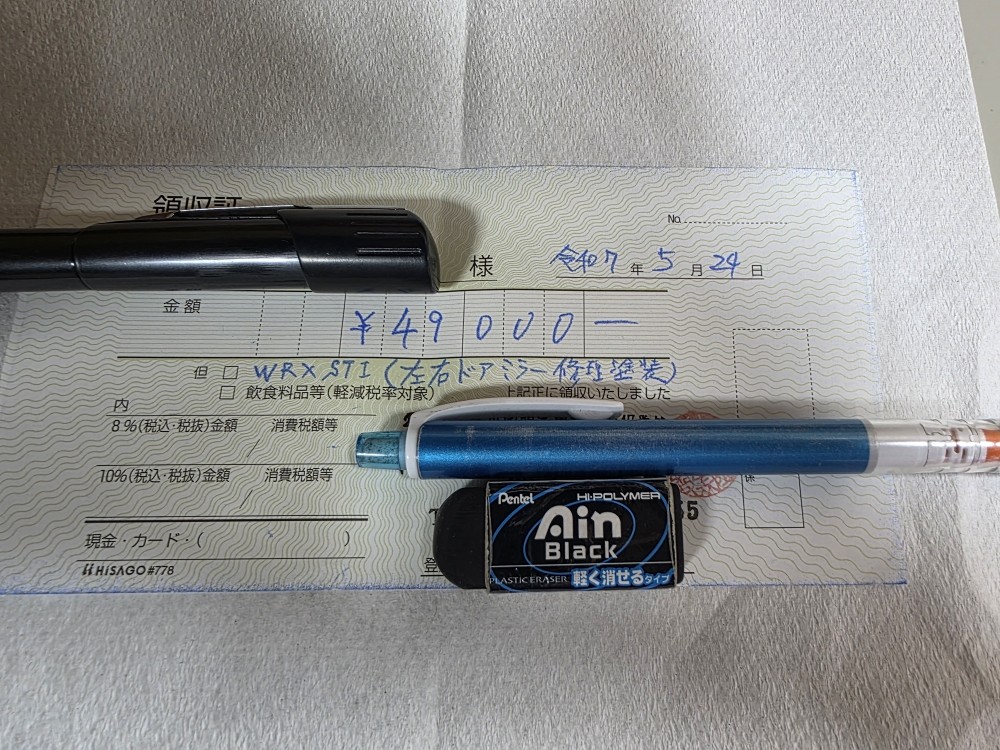 領収証
No.
様
令和7年5月24日
金額
¥49000—
但 □ WRX STI (左右ドアミラー修理塗装)
□ 飲食料品等(軽減税率対象)
上記正に領収いたしました
内
8%(税込・税抜)金額 消費税額等
10%(税込・税抜)金額 消費税額等
現金・カード・( )
HISAGO #778
係
T
55
登
Pentel HI-POLYMER
Ain
Black
PLASTIC ERASER 軽く消せるタイプ